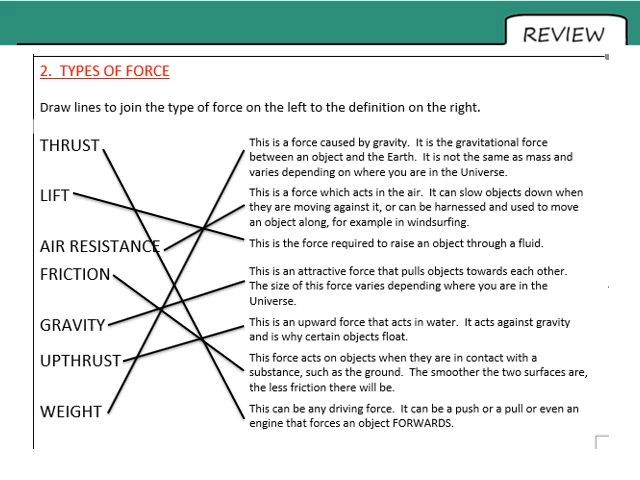 REVIEW
2. TYPES OF FORCE
Draw lines to join the type of force on the left to the definition on the right.
THRUST
This is a force caused by gravity. It is the gravitational force
between an object and the Earth. It is not the same as mass and
varies depending on where you are in the Universe.
LIFT
This is a force which acts in the air. It can slow objects down when
they are moving against it, or can be harnessed and used to move
an object along, for example in windsurfing.
AIR RESISTANCE
This is the force required to raise an object through a fluid.
FRICTION
This is an attractive force that pulls objects towards each other.
The size of this force varies depending where you are in the
Universe.
GRAVITY
This is an upward force that acts in water. It acts against gravity
and is why certain objects float.
UPTHRUST
This force acts on objects when they are in contact with a
substance, such as the ground. The smoother the two surfaces are,
the less friction there will be.
WEIGHT
This can be any driving force. It can be a push or a pull or even an
engine that forces an object FORWARDS.